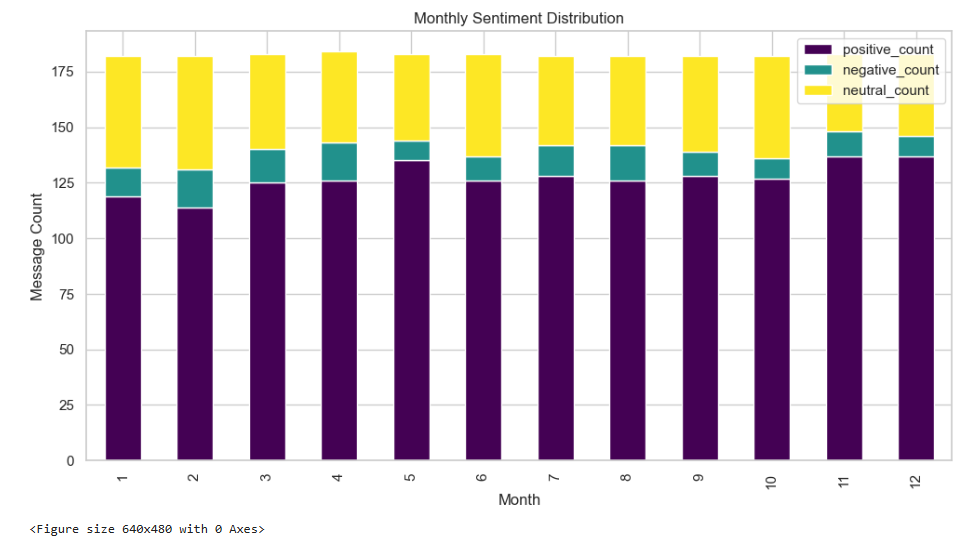 Monthly Sentiment Distribution
positive_count
negative_count
neutral_count
175
150
125
100
75
50
25
0
Message Count
1 2 3 4 5 6 7 8 9 10 11 12
Month
<Figure size 640x480 with 0 Axes>